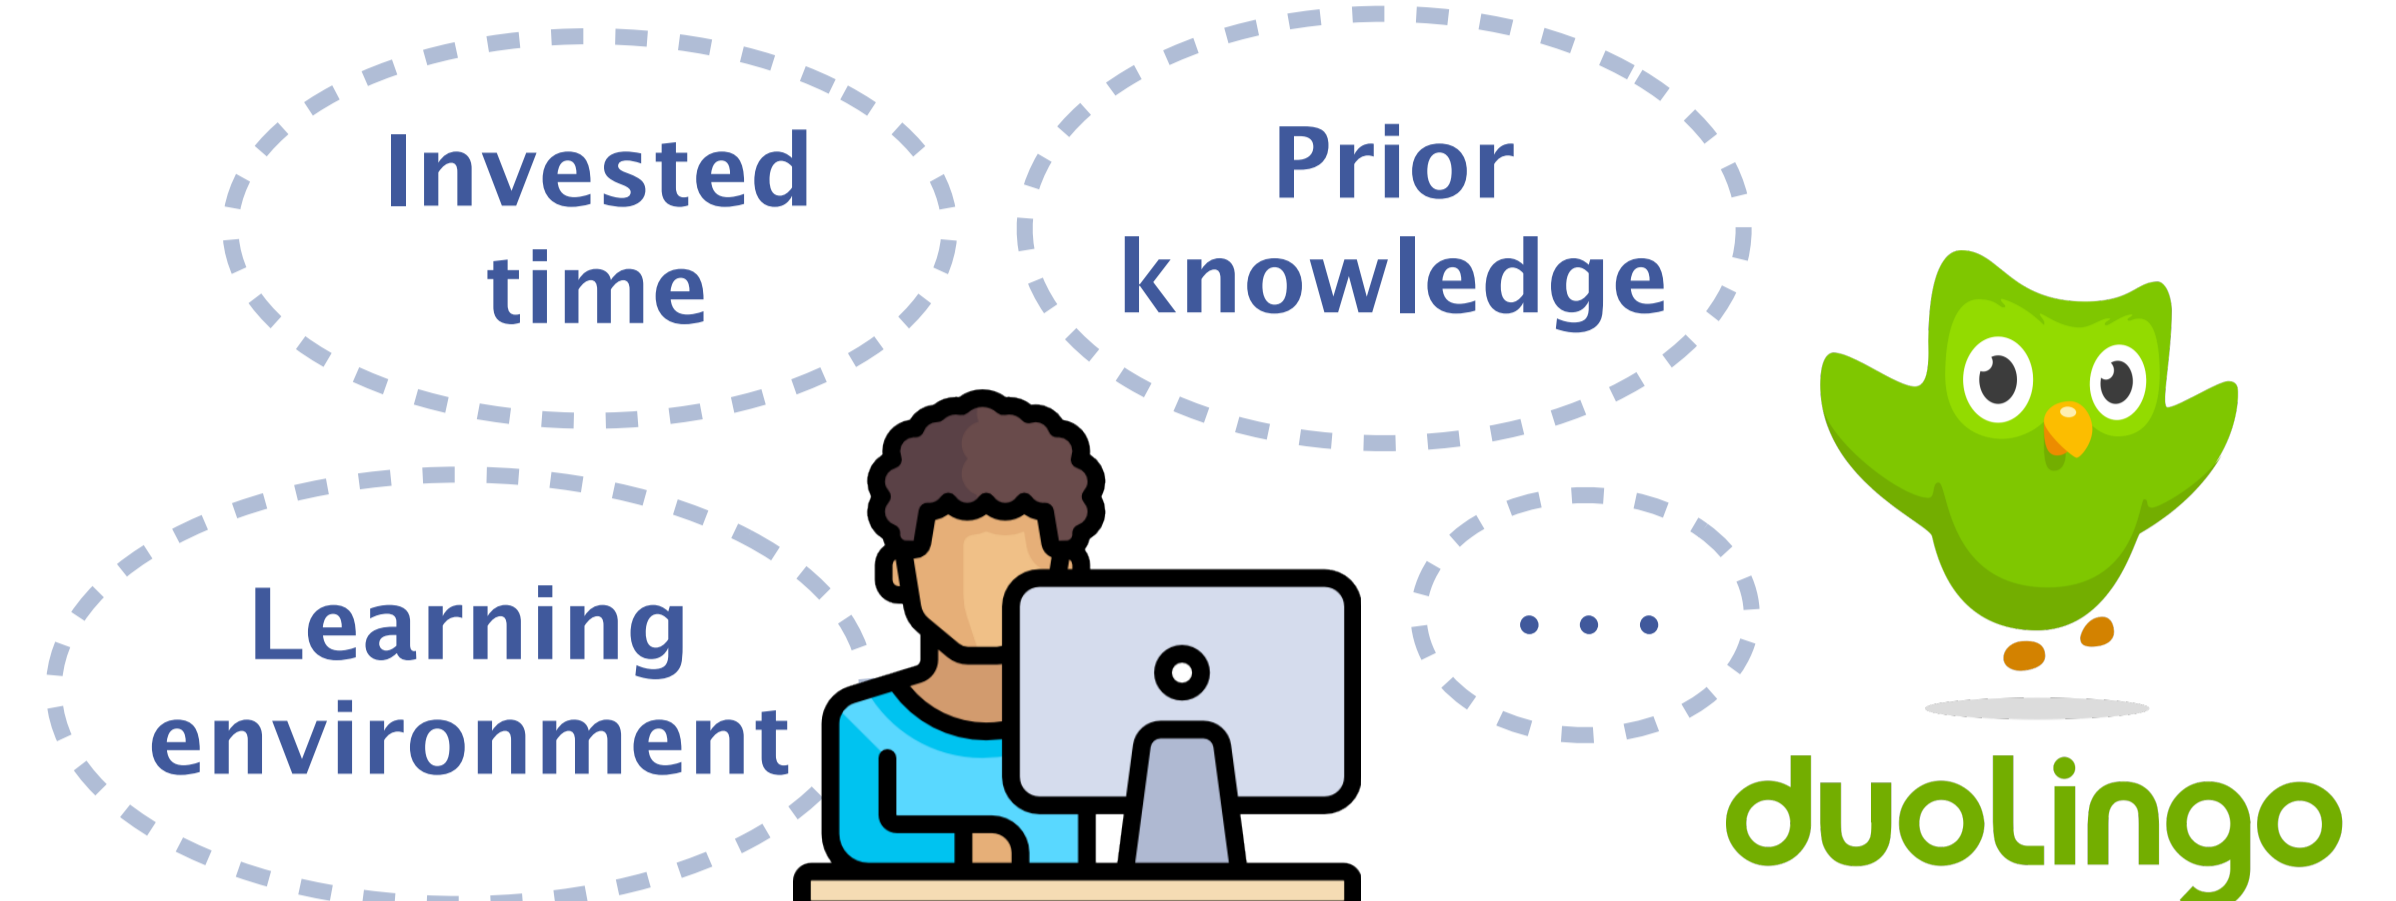 Invested
time
Prior
knowledge
Learning
environment
...
duolingo